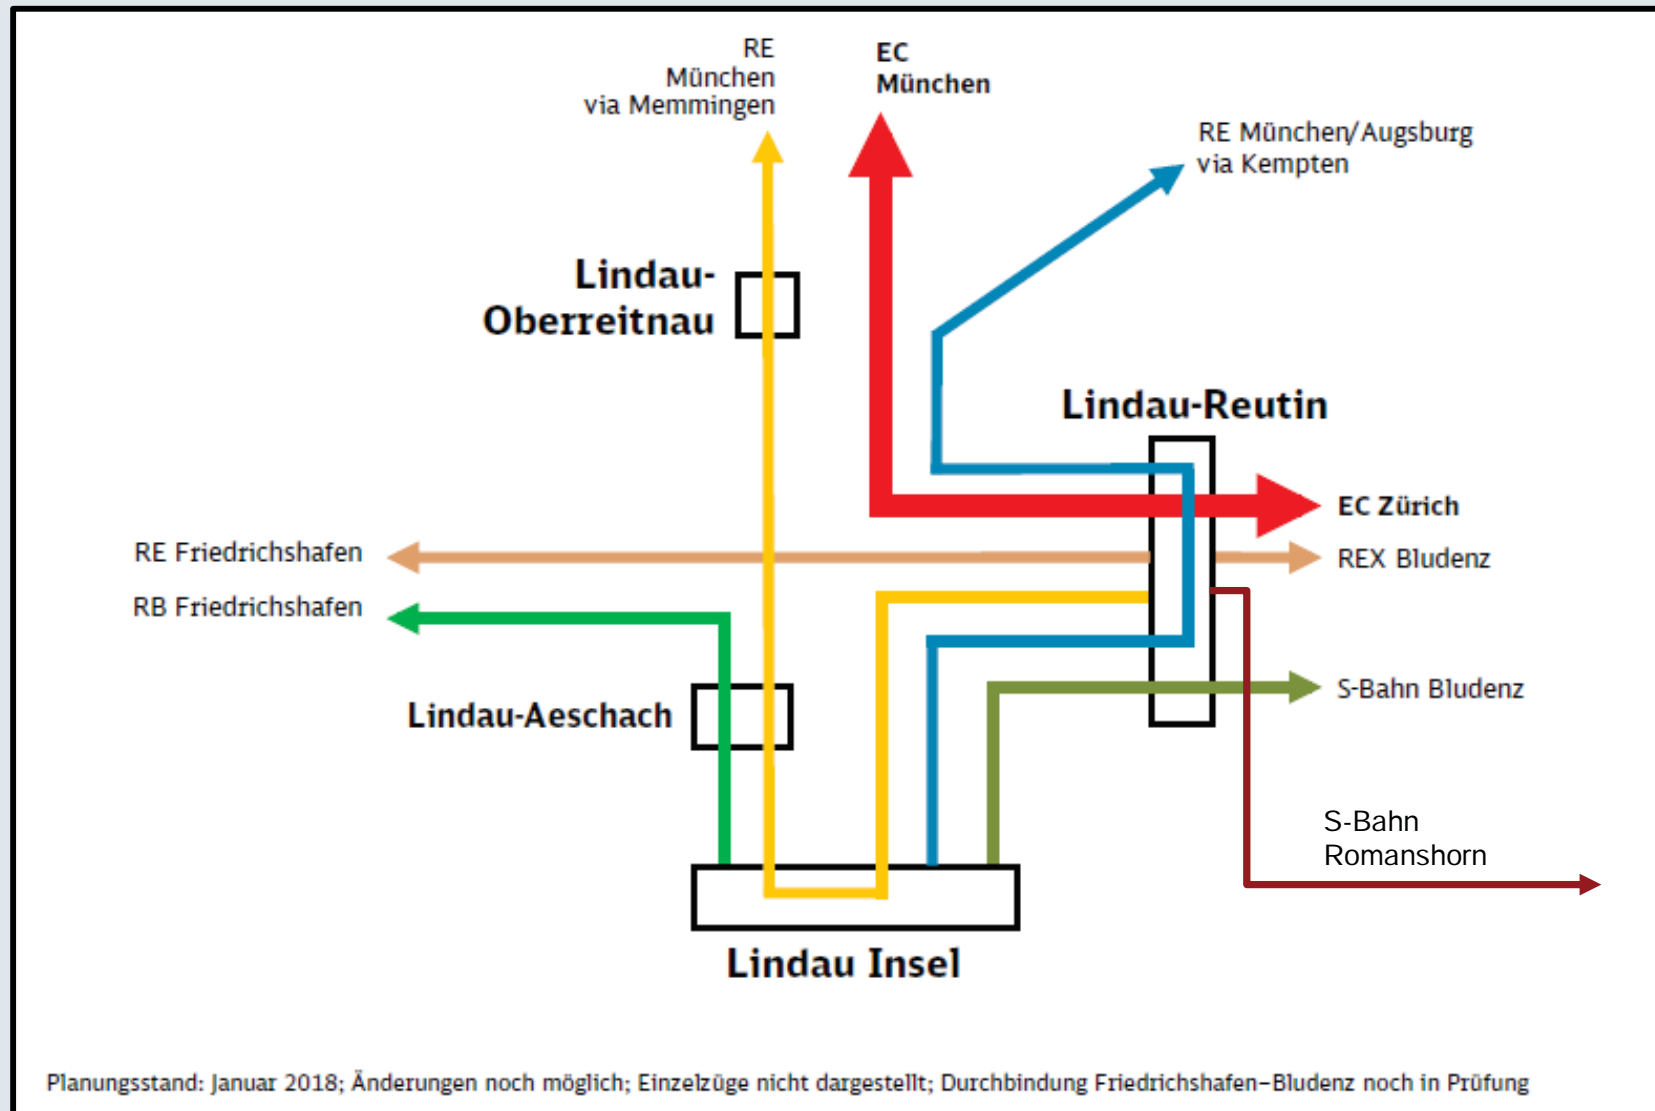 RE
München
via Memmingen
EC
München
RE München/Augsburg
via Kempten
Lindau-
Oberreitnau
Lindau-Reutin
EC Zürich
RE Friedrichshafen
REX Bludenz
RB Friedrichshafen
S-Bahn Bludenz
Lindau-Aeschach
S-Bahn
Romanshorn
Lindau Insel
Planungsstand: Januar 2018; Änderungen noch möglich; Einzelzüge nicht dargestellt; Durchbindung Friedrichshafen–Bludenz noch in Prüfung